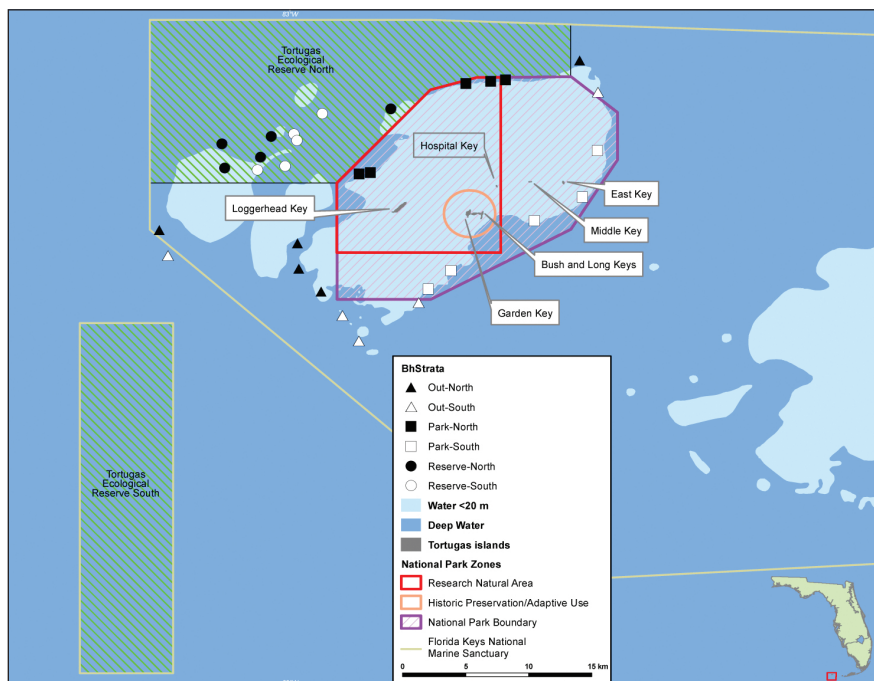 83°W
Tortugas
Ecological
Reserve North
Hospital Key
Loggerhead Key
East Key
Middle Key
Bush and Long Keys
Garden Key
Tortugas
Ecological
Reserve South
BhStrata
Out-North
Out-South
Park-North
Park-South
Reserve-North
Reserve-South
Water <20 m
Deep Water
Tortugas islands
National Park Zones
Research Natural Area
Historic Preservation/Adaptive Use
National Park Boundary
Florida Keys National
Marine Sanctuary
0 5 10 15 km